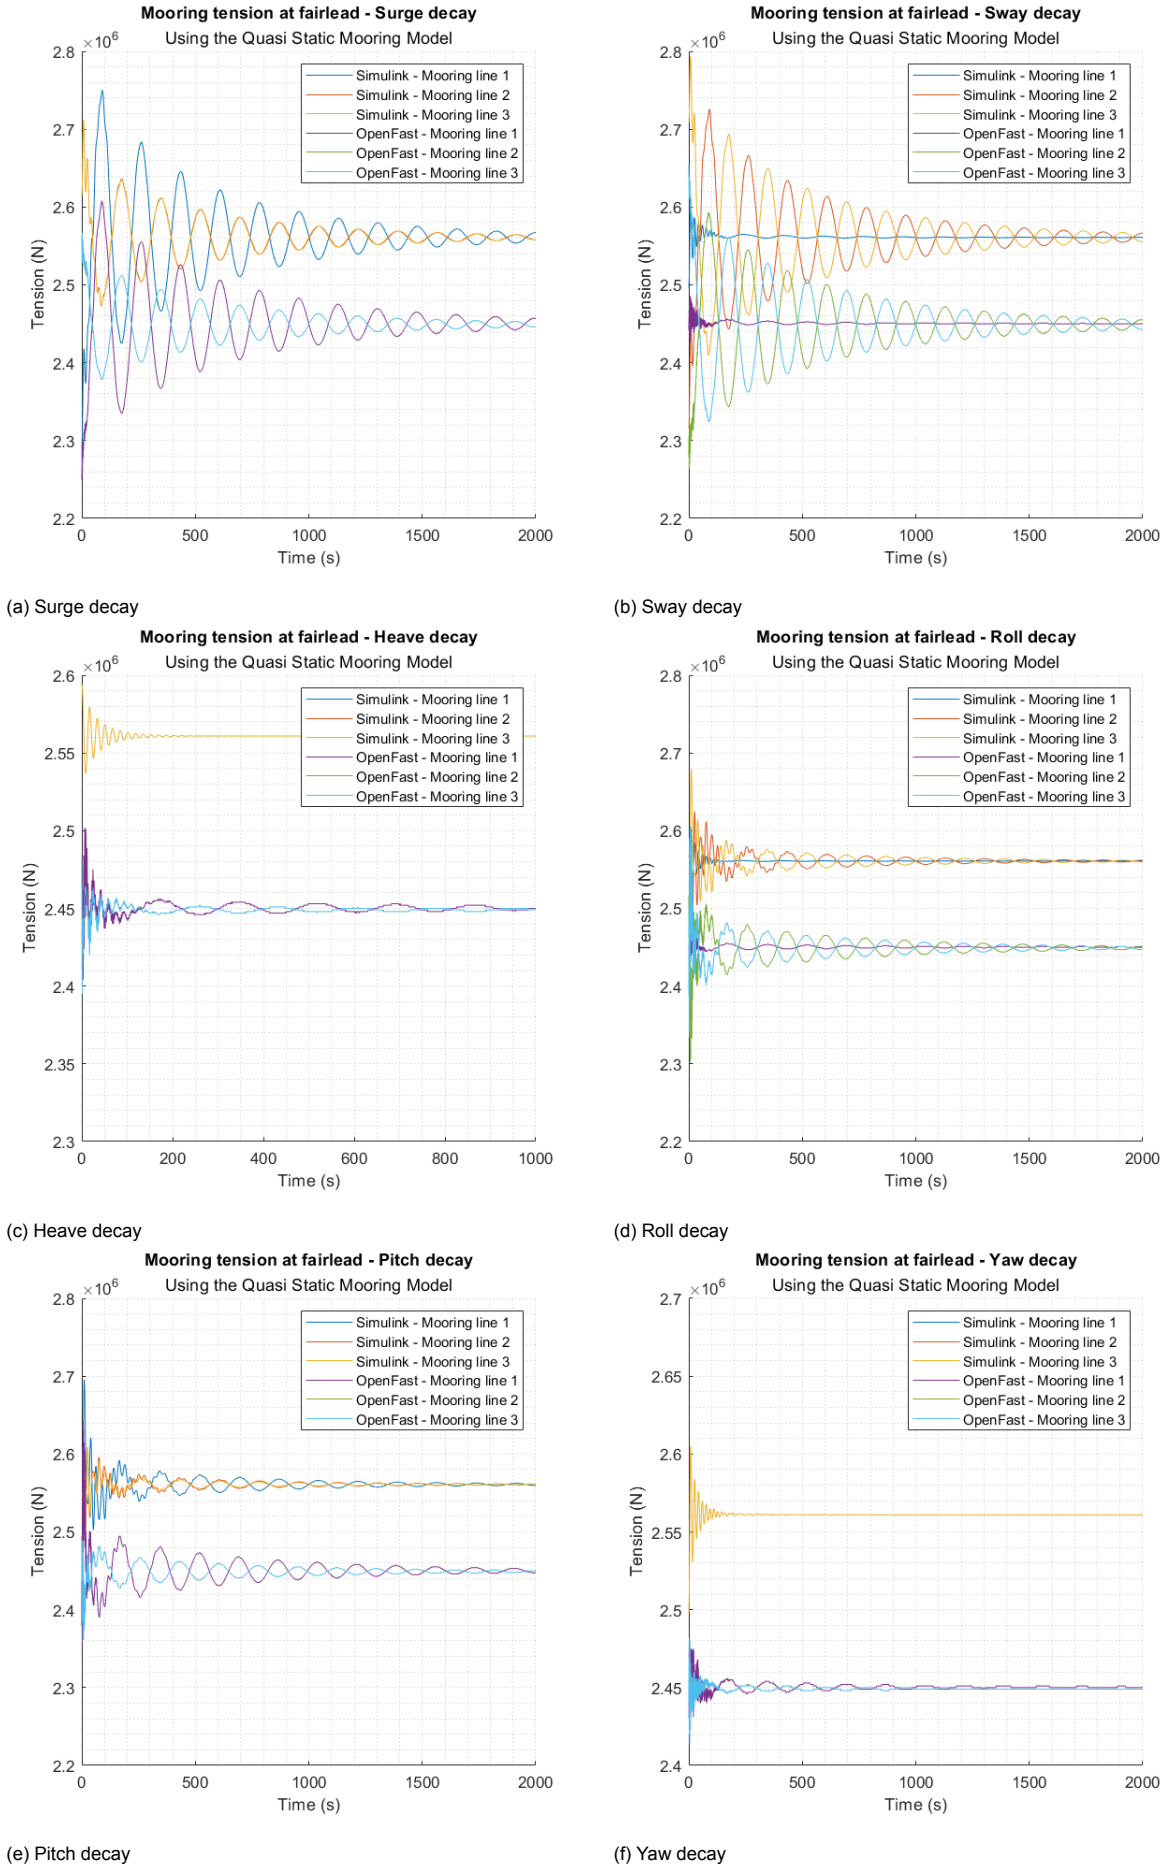 Mooring tension at fairlead - Surge decay
Using the Quasi Static Mooring Model
×10⁶
2.8
2.7
2.6
2.5
2.4
2.3
2.2
Tension (N)
Simulink - Mooring line 1
Simulink - Mooring line 2
Simulink - Mooring line 3
OpenFast - Mooring line 1
OpenFast - Mooring line 2
OpenFast - Mooring line 3
0 500 1000 1500 2000
Time (s)
(a) Surge decay
Mooring tension at fairlead - Sway decay
Using the Quasi Static Mooring Model
×10⁶
2.8
2.7
2.6
2.5
2.4
2.3
2.2
Tension (N)
Simulink - Mooring line 1
Simulink - Mooring line 2
Simulink - Mooring line 3
OpenFast - Mooring line 1
OpenFast - Mooring line 2
OpenFast - Mooring line 3
0 500 1000 1500 2000
Time (s)
(b) Sway decay
Mooring tension at fairlead - Heave decay
Using the Quasi Static Mooring Model
×10⁶
2.6
2.55
2.5
2.45
2.4
2.35
2.3
Tension (N)
Simulink - Mooring line 1
Simulink - Mooring line 2
Simulink - Mooring line 3
OpenFast - Mooring line 1
OpenFast - Mooring line 2
OpenFast - Mooring line 3
0 200 400 600 800 1000
Time (s)
(c) Heave decay
Mooring tension at fairlead - Roll decay
Using the Quasi Static Mooring Model
×10⁶
2.8
2.7
2.6
2.5
2.4
2.3
2.2
Tension (N)
Simulink - Mooring line 1
Simulink - Mooring line 2
Simulink - Mooring line 3
OpenFast - Mooring line 1
OpenFast - Mooring line 2
OpenFast - Mooring line 3
0 500 1000 1500 2000
Time (s)
(d) Roll decay
Mooring tension at fairlead - Pitch decay
Using the Quasi Static Mooring Model
×10⁶
2.8
2.7
2.6
2.5
2.4
2.3
2.2
Tension (N)
Simulink - Mooring line 1
Simulink - Mooring line 2
Simulink - Mooring line 3
OpenFast - Mooring line 1
OpenFast - Mooring line 2
OpenFast - Mooring line 3
0 500 1000 1500 2000
Time (s)
(e) Pitch decay
Mooring tension at fairlead - Yaw decay
Using the Quasi Static Mooring Model
×10⁶
2.7
2.65
2.6
2.55
2.5
2.45
2.4
Tension (N)
Simulink - Mooring line 1
Simulink - Mooring line 2
Simulink - Mooring line 3
OpenFast - Mooring line 1
OpenFast - Mooring line 2
OpenFast - Mooring line 3
0 500 1000 1500 2000
Time (s)
(f) Yaw decay